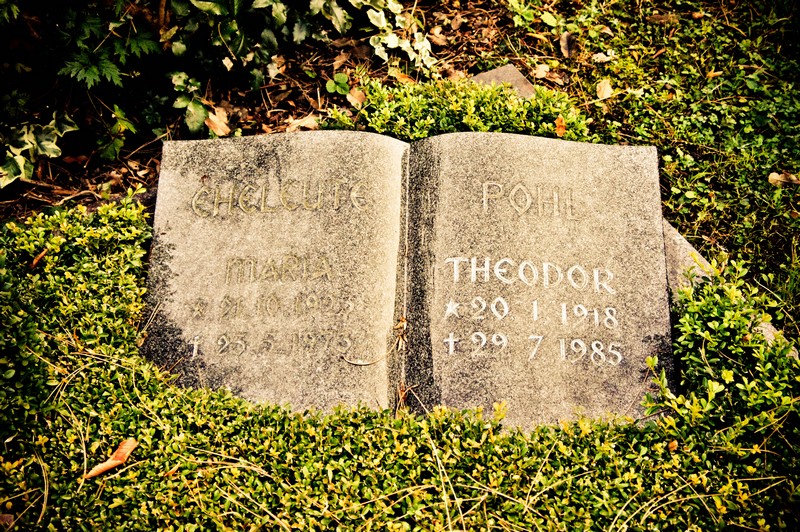 EHELEUTE
POHL
MARIA
THEODOR
★ 20 1 1918
✝ 29 7 1985